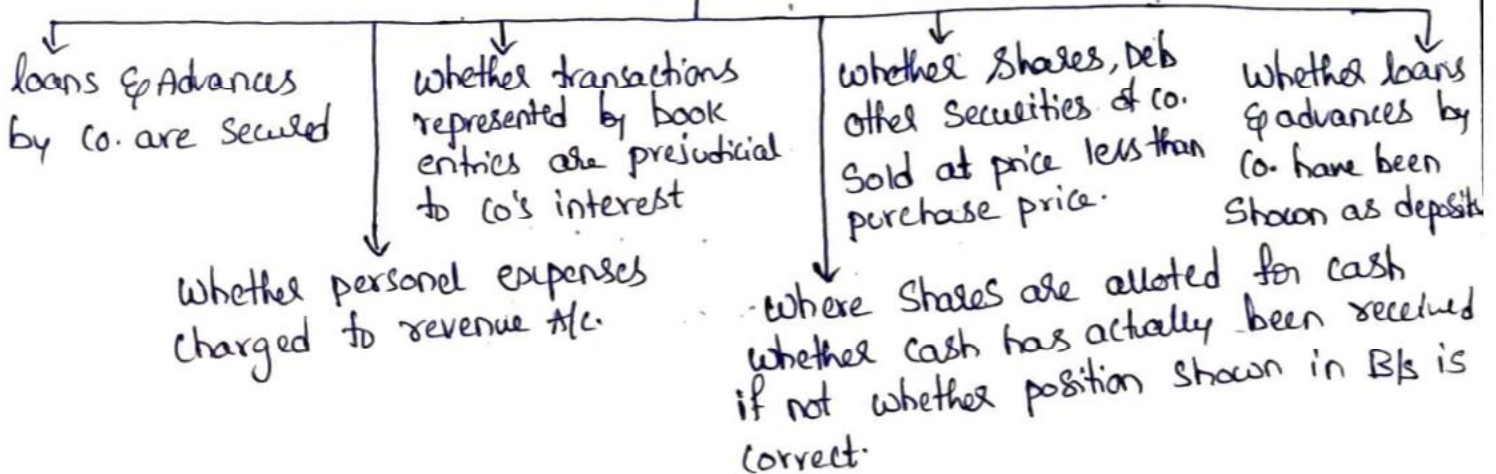 loans & Advances
by co. are secured
whether transactions
represented by book
entries are prejudicial
to co's interest
whether shares, Deb
other securities of co.
sold at price less than
purchase price.
whether loans
& advances by
co. have been
shown as deposits
whether personel expenses
charged to revenue A/c.
where shares are alloted for cash
whether cash has actally been received
if not whether position shown in B/s is
correct.